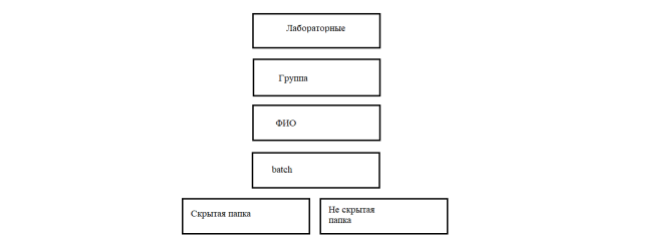 Лабораторные
Группа
ФИО
batch
Скрытая папка
Не скрытая
папка